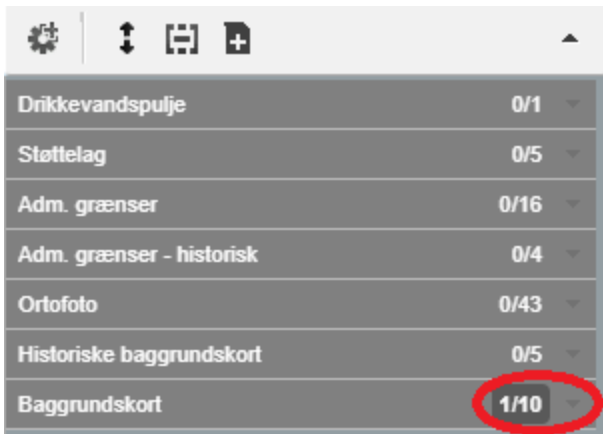 Drikkevandspulje 0/1
Støttelag 0/5
Adm. grænser 0/16
Adm. grænser - historisk 0/4
Ortofoto 0/43
Historiske baggrundskort 0/5
Baggrundskort 1/10